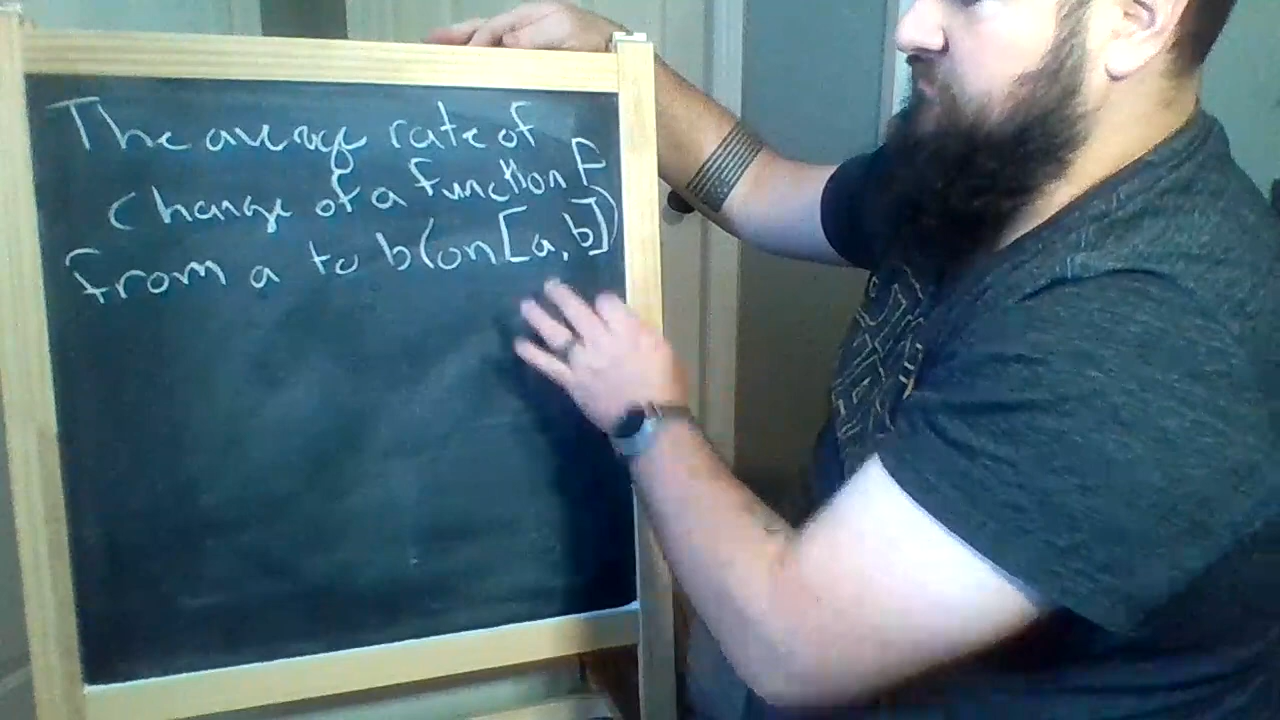 The average rate of
change of a function F
from a to b (on [a, b])